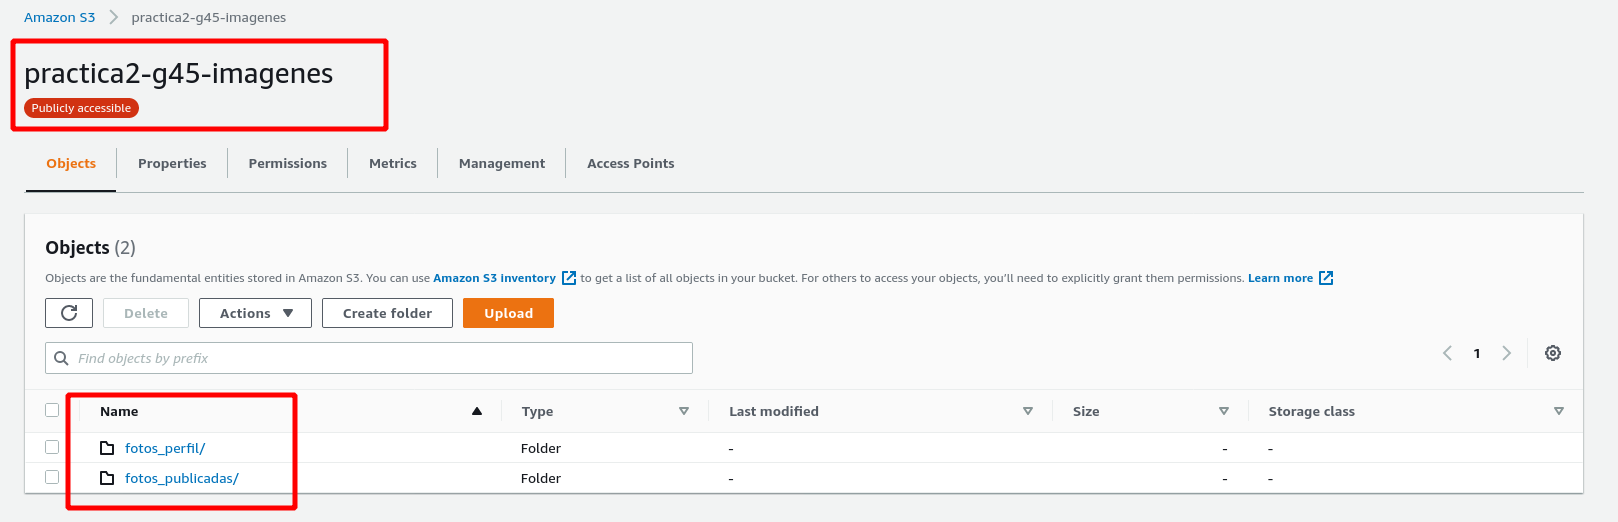 Amazon S3 practica2-g45-imagenes
practica2-g45-imagenes
Publicly accessible
Objects Properties Permissions Metrics Management Access Points
Objects (2)
Objects are the fundamental entities stored in Amazon S3. You can use Amazon S3 inventory to get a list of all objects in your bucket. For others to access your objects, you'll need to explicitly grant them permissions. Learn more
Delete Actions Create folder Upload
Find objects by prefix
1
Name Type Last modified Size Storage class
fotos_perfil/ Folder - - -
fotos_publicadas/ Folder - - -